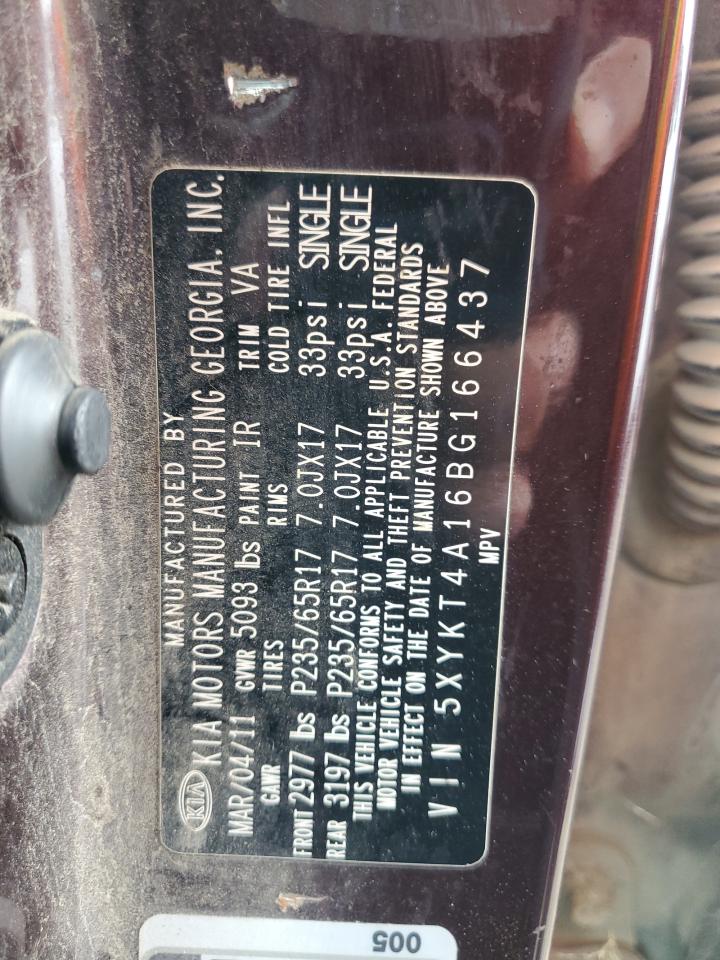 MANUFACTURED BY
KIA KIA MOTORS MANUFACTURING GEORGIA, INC.
MAR/04/11 GVWR 5093 lbs PAINT IR TRIM VA
GAWR TIRES RIMS COLD TIRE INFL
FRONT 2977 lbs P235/65R17 7.0JX17 33psi SINGLE
REAR 3197 lbs P235/65R17 7.0JX17 33psi SINGLE
THIS VEHICLE CONFORMS TO ALL APPLICABLE U.S.A. FEDERAL
MOTOR VEHICLE SAFETY AND THEFT PREVENTION STANDARDS
IN EFFECT ON THE DATE OF MANUFACTURE SHOWN ABOVE
VIN 5XYKT4A16BG166437
MPV
005